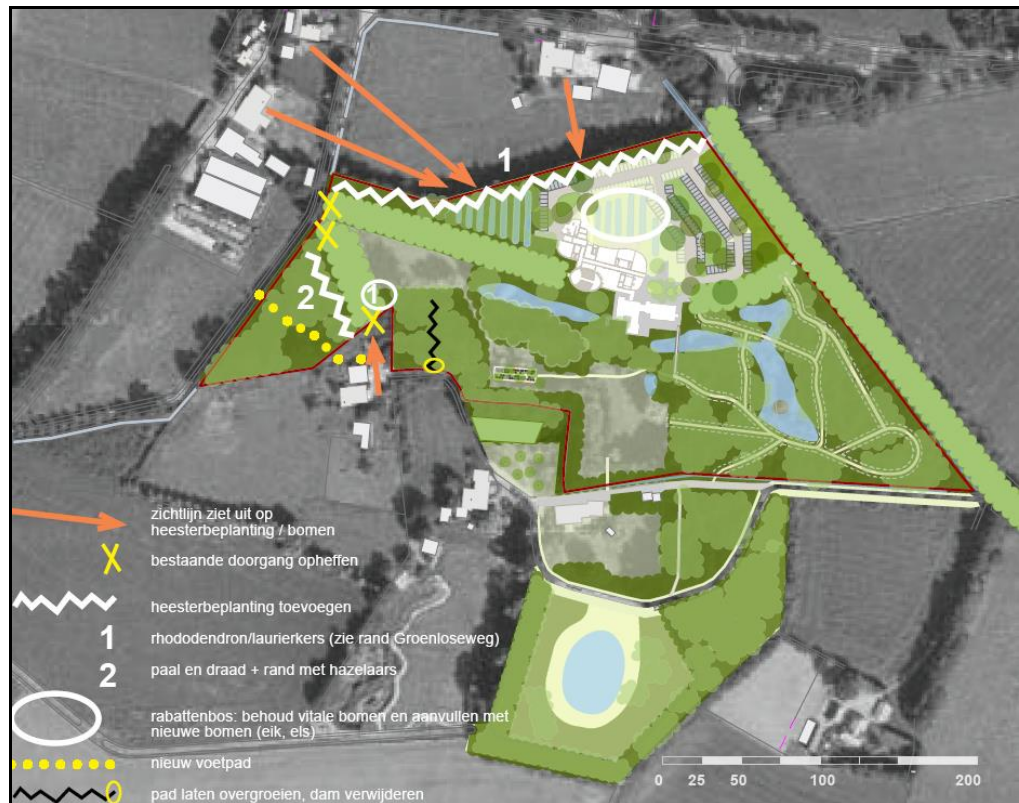 1
2
1
zichtlijn ziet uit op
heesterbeplanting / bomen
bestaande doorgang opheffen
heesterbeplanting toevoegen
1 rhododendron/laurierkers (zie rand Groenloseweg)
2 paal en draad + rand met hazelaars
rabattenbos: behoud vitale bomen en aanvullen met
nieuwe bomen (eik, els)
nieuw voetpad
pad laten overgroeien, dam verwijderen
0 25 50 100 200